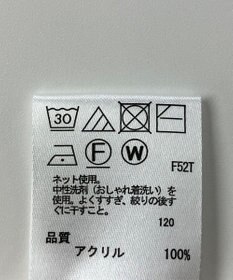 30
F W F52T
ネット使用。
中性洗剤(おしゃれ着洗い)を使
用。よくすすぎ、絞りの後す
ぐに干すこと。
120
品質
アクリル 100%